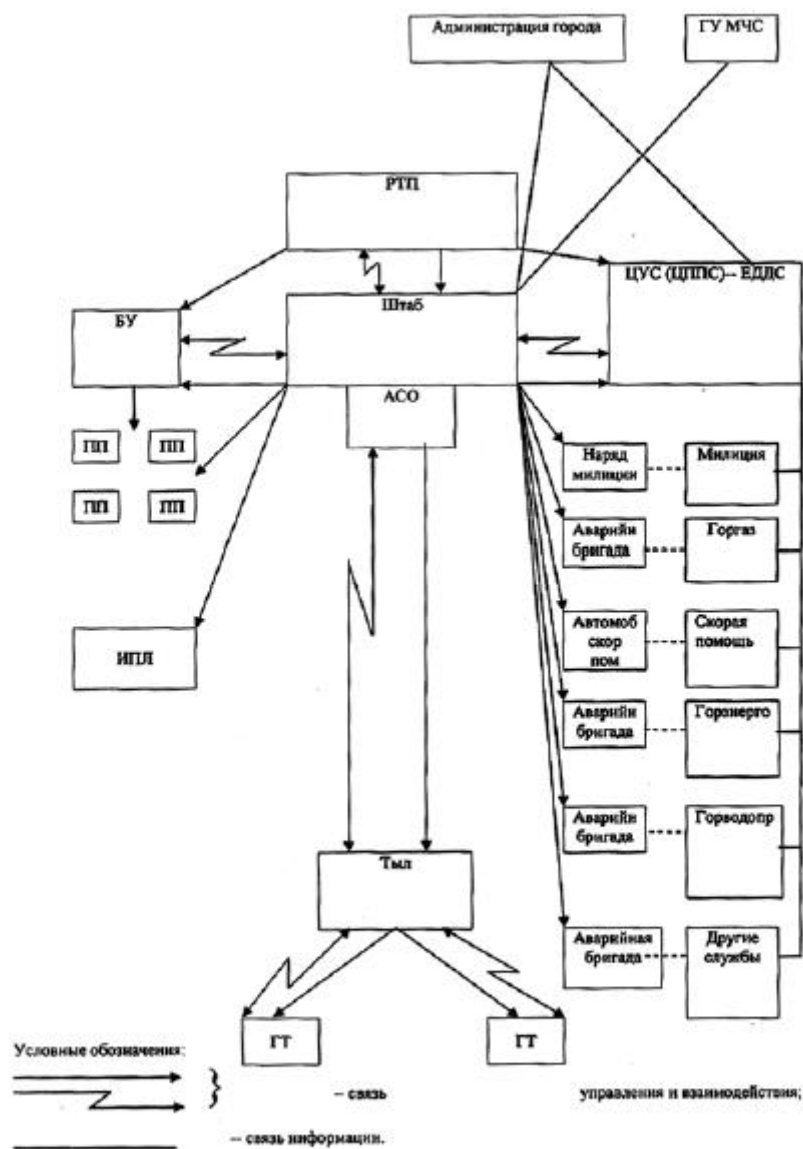 Администрация города
ГУ МЧС
РТП
ЦУС (ЦППС)-- ЕДДС
Штаб
БУ
АСО
ПП
ПП
ПП
ПП
Наряд
милиции
Милиция
Аварийн
бригада
Горгаз
ИПЛ
Автомоб
скор
пом
Скорая
помощь
Аварийн
бригада
Горэнерго
Аварийн
бригада
Горводопр
Тыл
Аварийная
бригада
Другие
службы
ГТ
ГТ
Условные обозначения:
-- связь управления и взаимодействия;
-- связь информации.